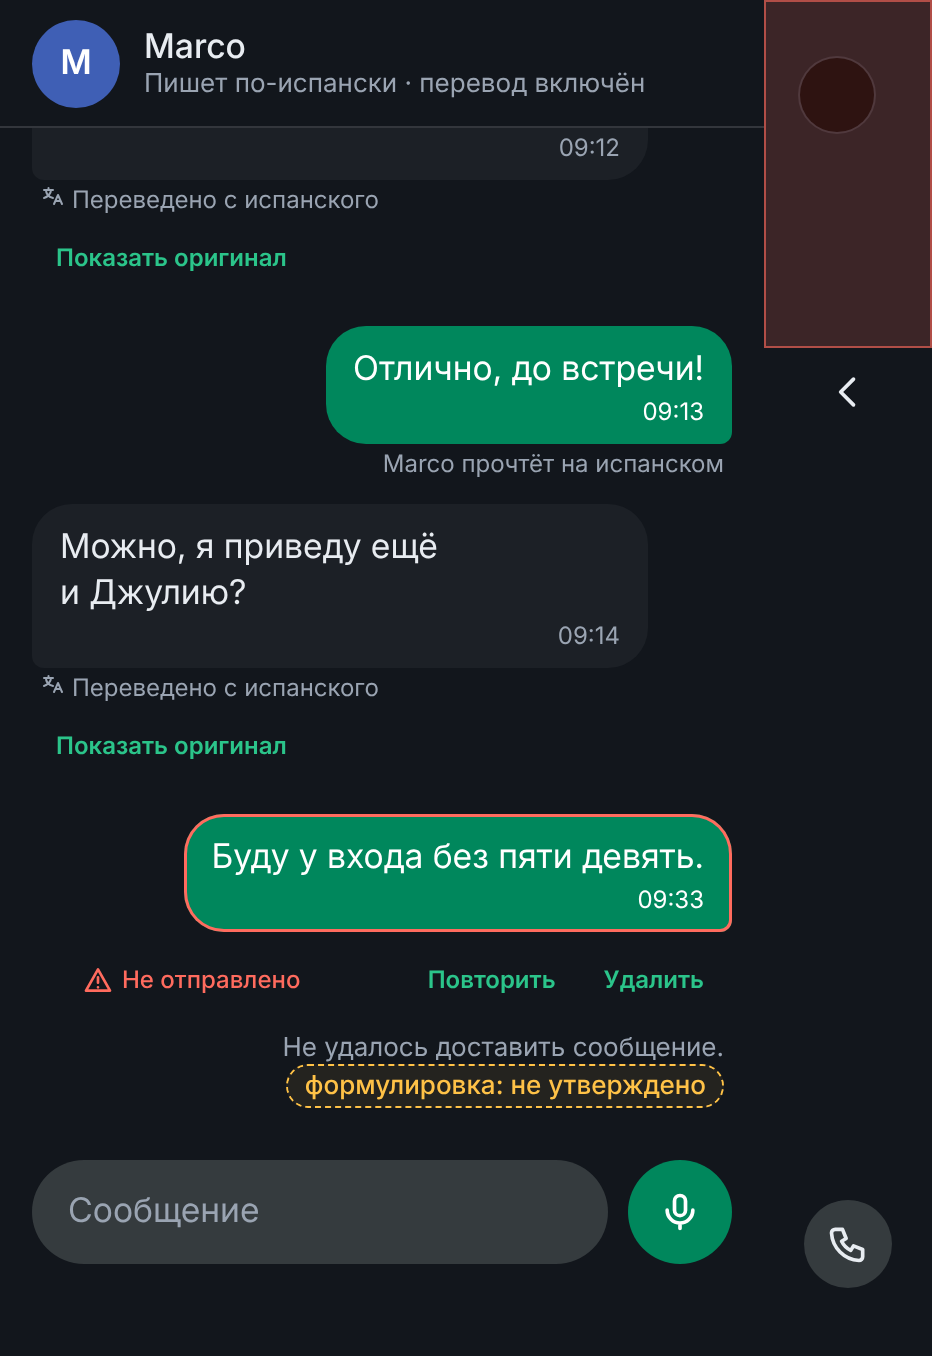 M
Marco
Пишет по-испански · перевод включён
09:12
Переведено с испанского
Показать оригинал
Отлично, до встречи!
09:13
Marco прочтёт на испанском
Можно, я приведу ещё
и Джулию?
09:14
Переведено с испанского
Показать оригинал
Буду у входа без пяти девять.
09:33
Не отправлено Повторить Удалить
Не удалось доставить сообщение.
формулировка: не утверждено
Сообщение